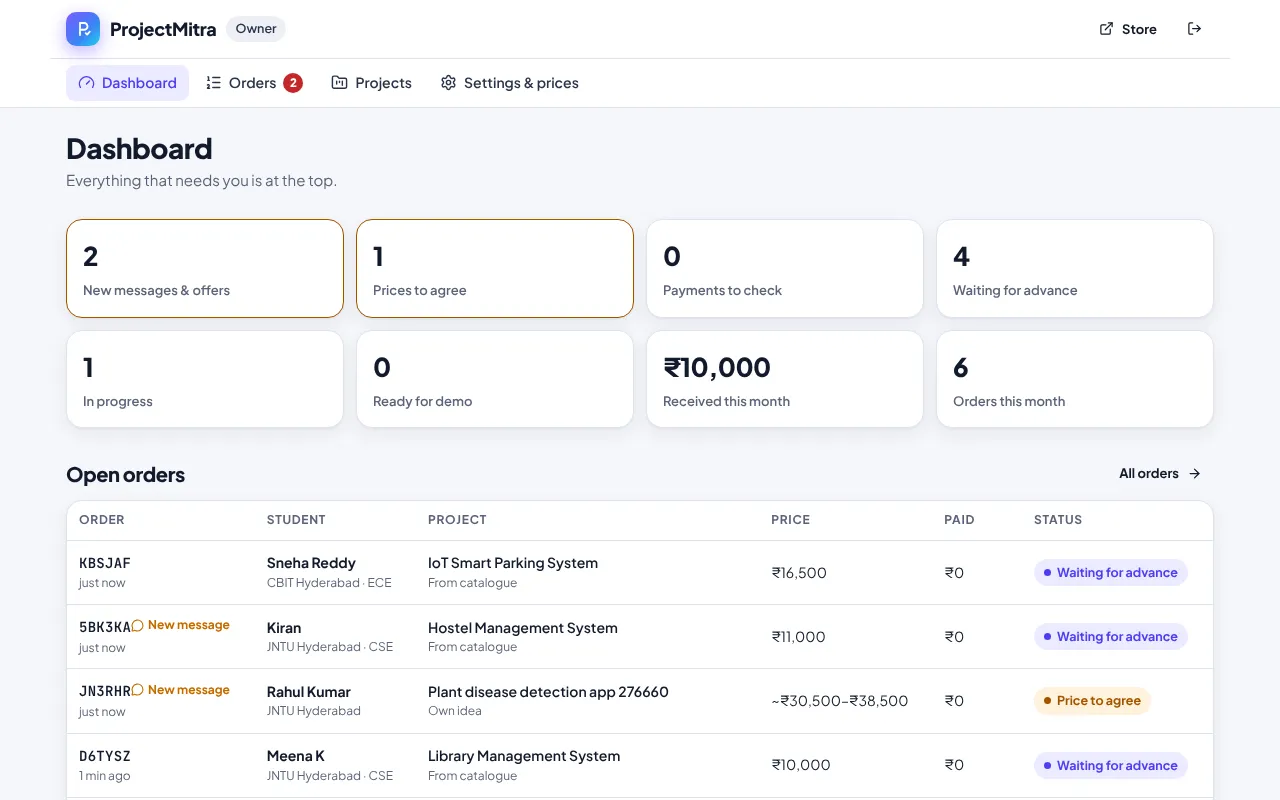 ProjectMitra Owner Store
Dashboard Orders 2 Projects Settings & prices
Dashboard
Everything that needs you is at the top.
2
New messages & offers
1
Prices to agree
0
Payments to check
4
Waiting for advance
1
In progress
0
Ready for demo
₹10,000
Received this month
6
Orders this month
Open orders
All orders
ORDER STUDENT PROJECT PRICE PAID STATUS
KBSJAF
just now
Sneha Reddy
CBIT Hyderabad · ECE
IoT Smart Parking System
From catalogue
₹16,500
₹0
Waiting for advance
5BK3KA New message
just now
Kiran
JNTU Hyderabad · CSE
Hostel Management System
From catalogue
₹11,000
₹0
Waiting for advance
JN3RHR New message
just now
Rahul Kumar
JNTU Hyderabad
Plant disease detection app 276660
Own idea
~₹30,500–₹38,500
₹0
Price to agree
D6TYSZ
1 min ago
Meena K
JNTU Hyderabad · CSE
Library Management System
From catalogue
₹10,000
₹0
Waiting for advance